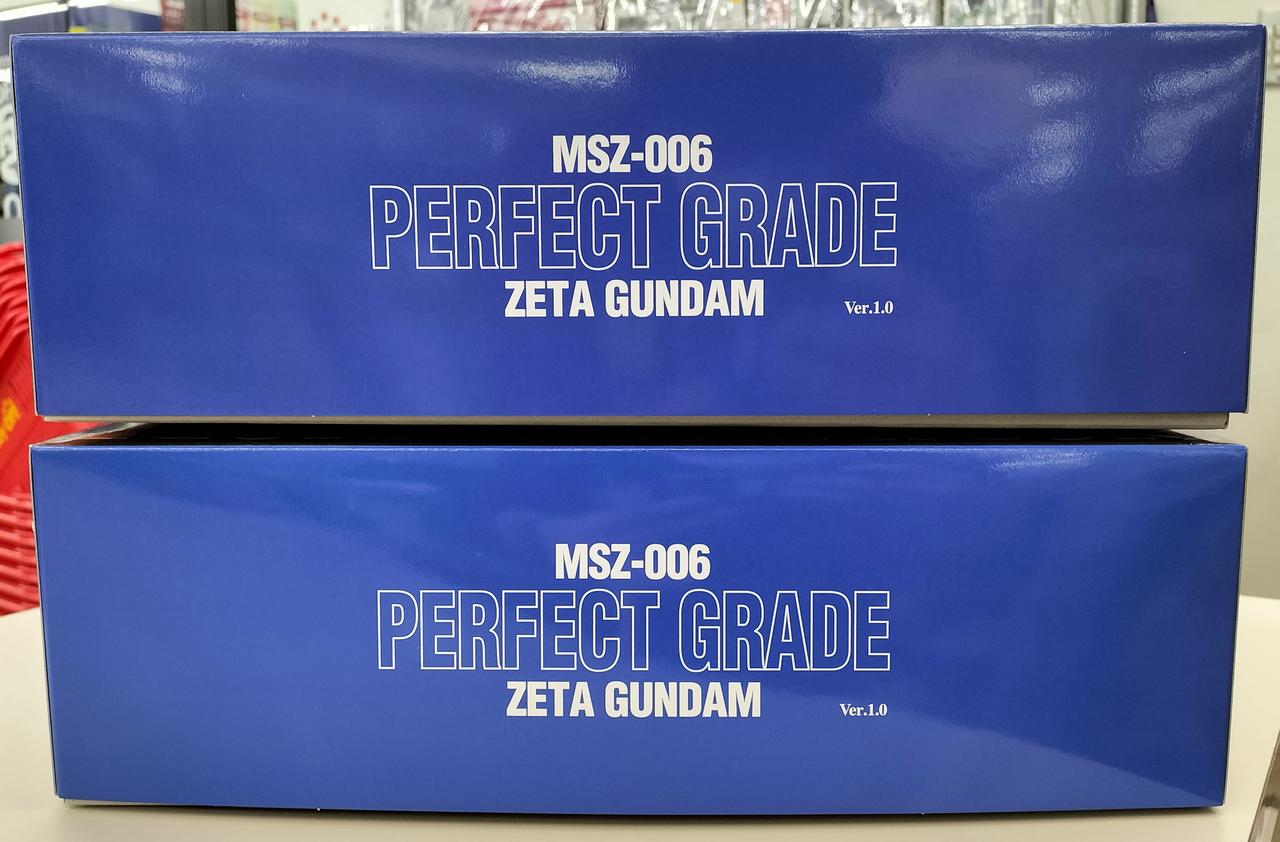 MSZ-006
PERFECT GRADE
ZETA GUNDAM
Ver.1.0
MSZ-006
PERFECT GRADE
ZETA GUNDAM
Ver.1.0